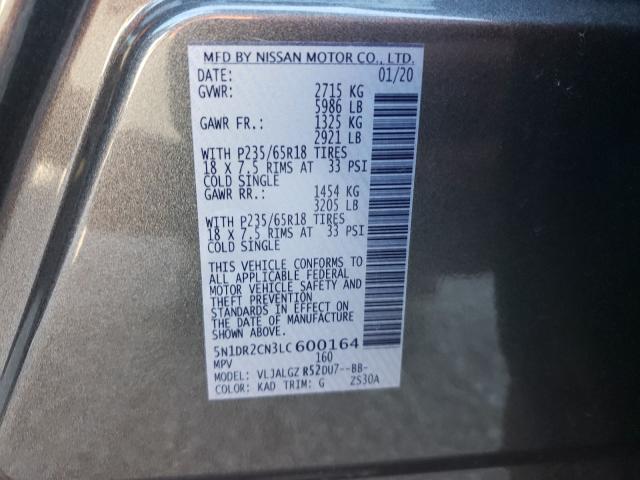 MFD BY NISSAN MOTOR CO., LTD.
DATE: 01/20
GVWR: 2715 KG
5986 LB
GAWR FR.: 1325 KG
2921 LB
WITH P235/65R18 TIRES
18 X 7.5 RIMS AT 33 PSI
COLD SINGLE
GAWR RR.: 1454 KG
3205 LB
WITH P235/65R18 TIRES
18 X 7.5 RIMS AT 33 PSI
COLD SINGLE
THIS VEHICLE CONFORMS TO
ALL APPLICABLE FEDERAL
MOTOR VEHICLE SAFETY AND
THEFT PREVENTION
STANDARDS IN EFFECT ON
THE DATE OF MANUFACTURE
SHOWN ABOVE.
5N1DR2CN3LC600164
MPV 160
MODEL: VLJALGZ R52DU7--BB-
COLOR: KAD TRIM: G ZS30A